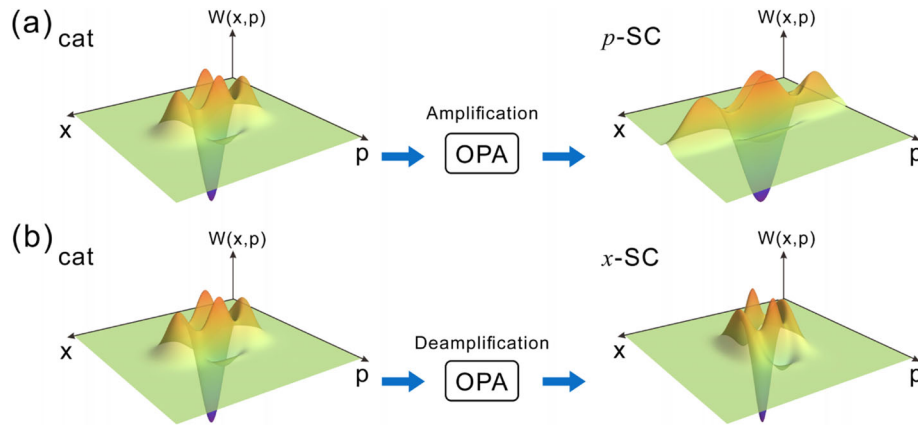 (a) cat
W(x,p)
x
p
Amplification
OPA
p-SC
W(x,p)
x
p
(b) cat
W(x,p)
x
p
Deamplification
OPA
x-SC
W(x,p)
x
p